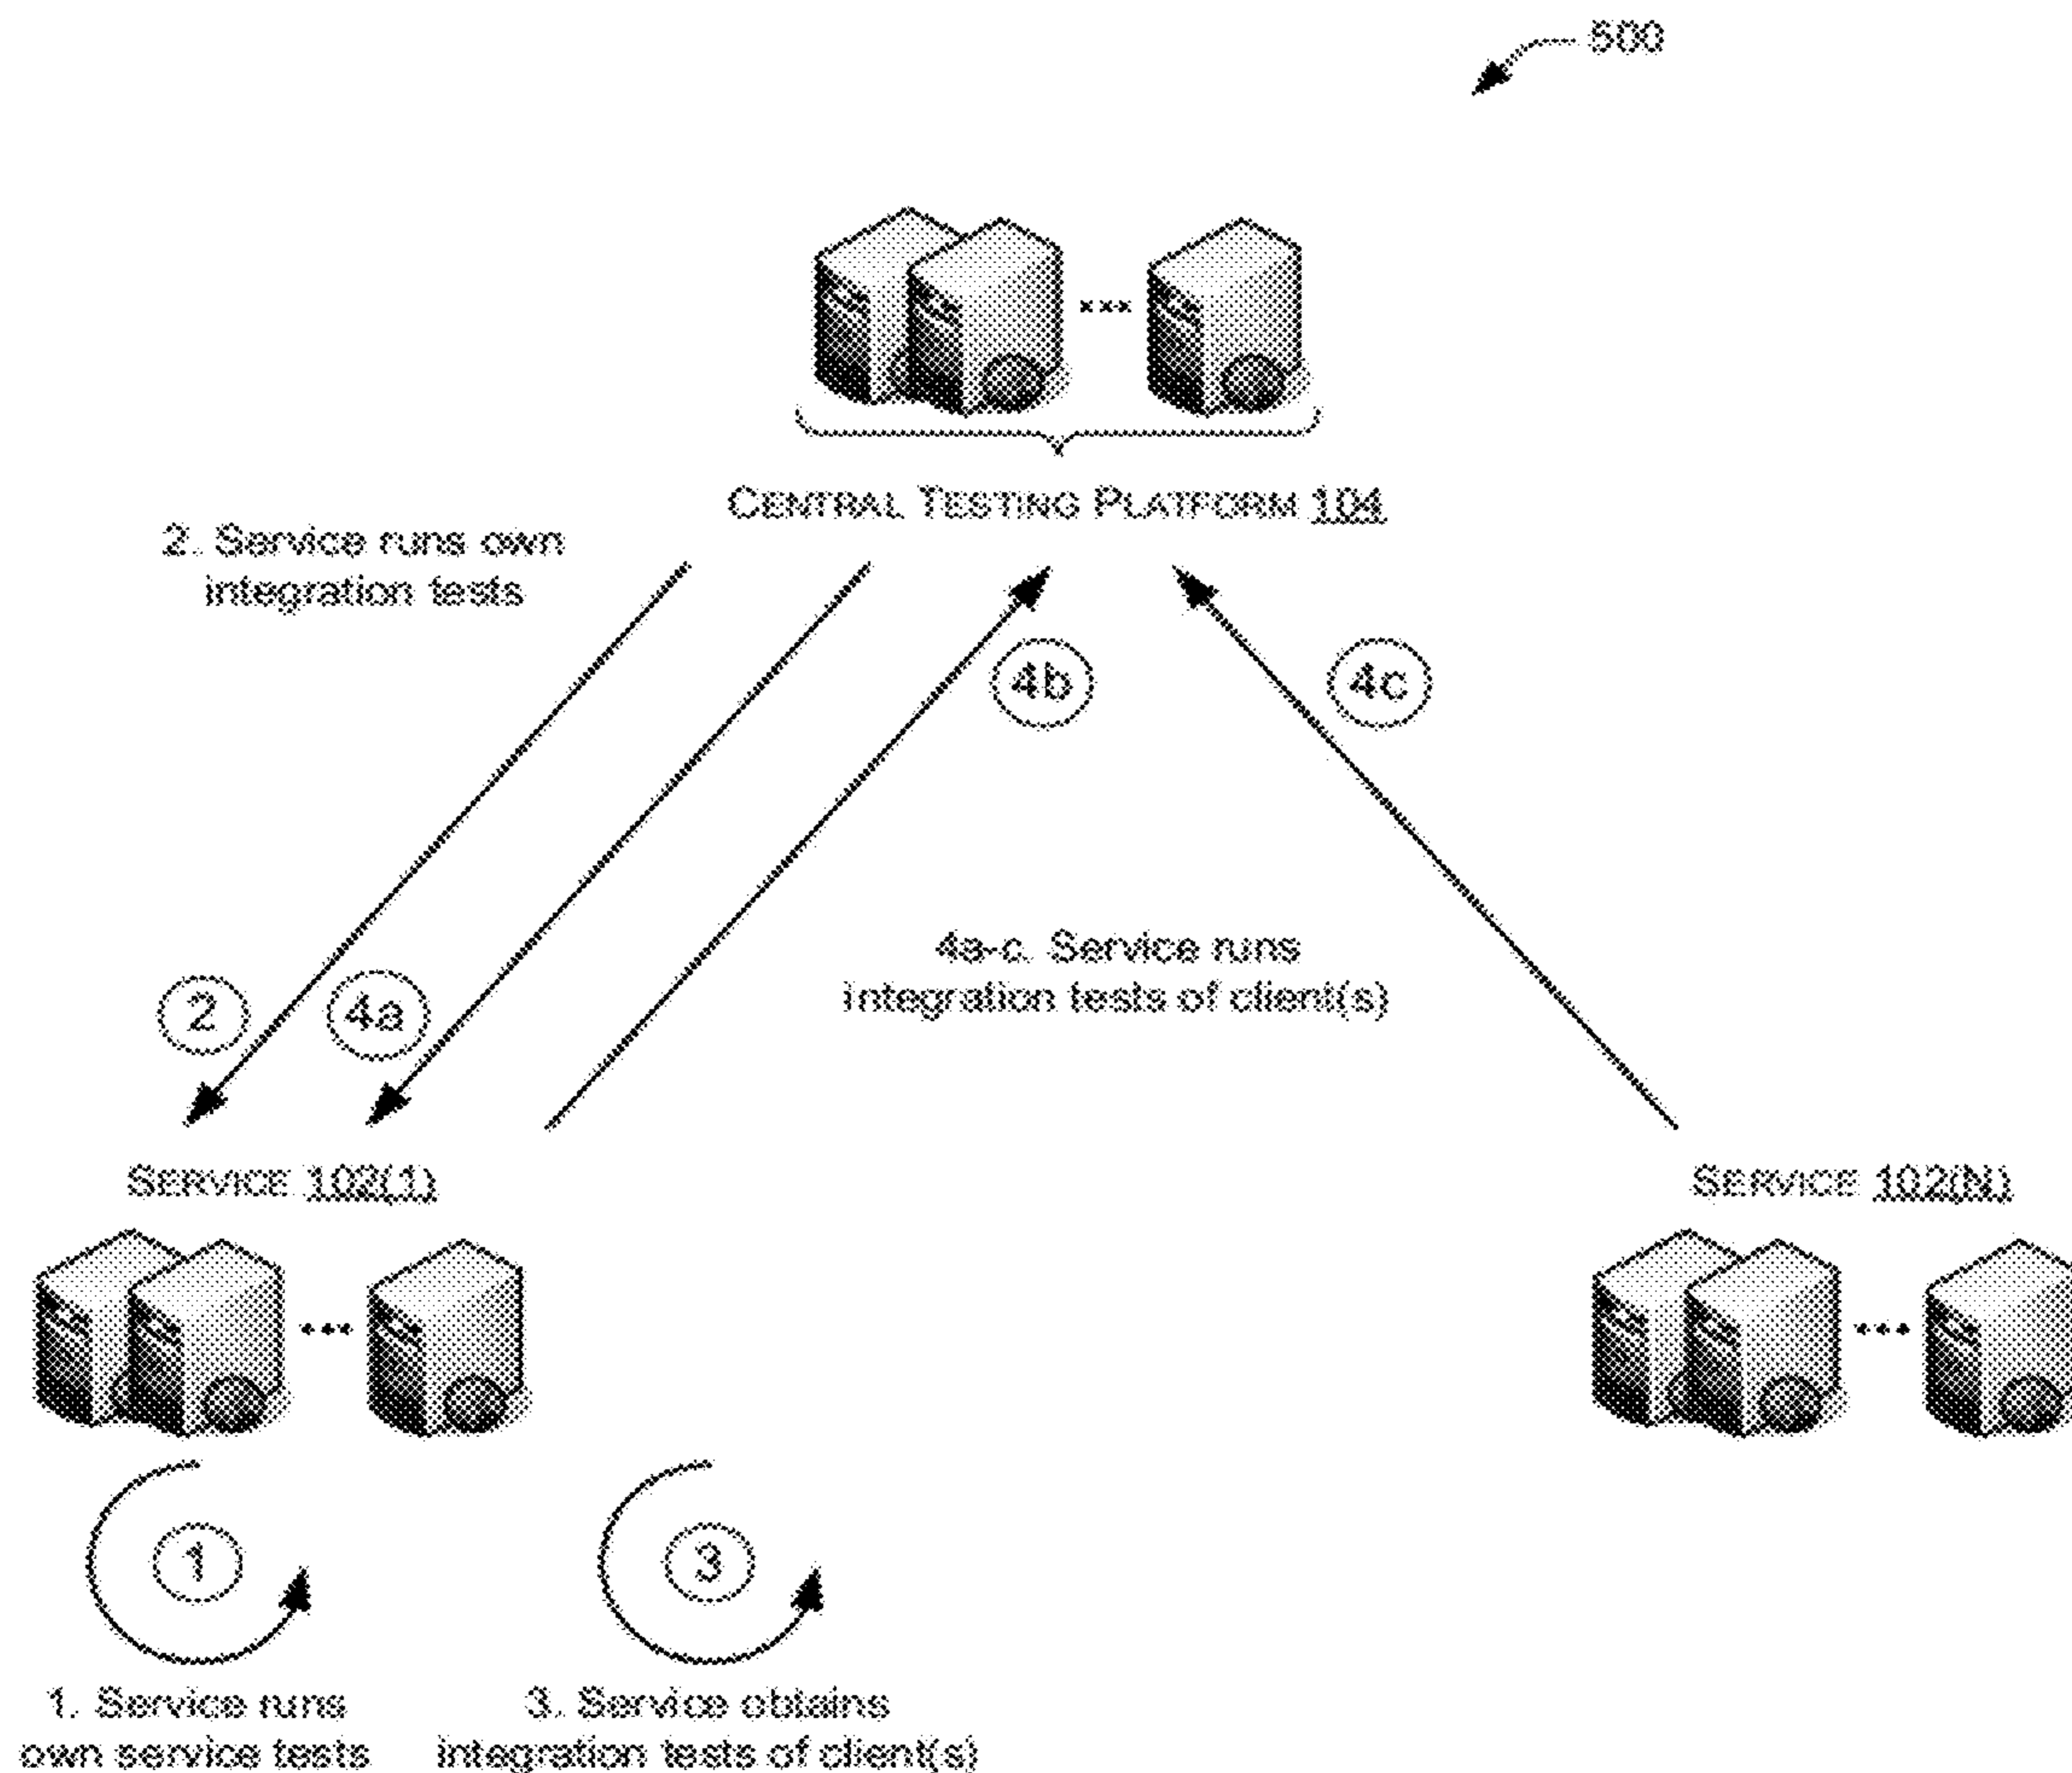 500
CENTRAL TESTING PLATFORM 104
2. Service runs own
integration tests
4b
4c
4a-c. Service runs
integration tests of client(s)
2
4a
SERVICE 102(1)
SERVICE 102(N)
1
3
1. Service runs
own service tests
3. Service obtains
integration tests of client(s)